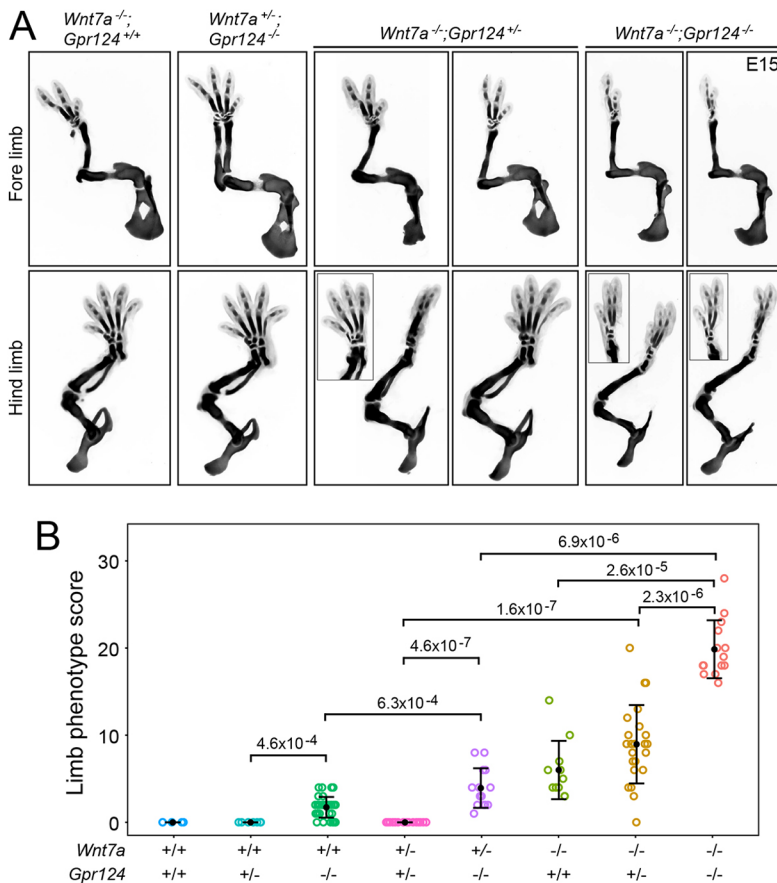 A
Wnt7a-/-;
Gpr124+/+
Wnt7a+/-;
Gpr124-/-
Wnt7a-/-;Gpr124+/-
Wnt7a-/-;Gpr124-/-
E15
Fore limb
Hind limb
B
Limb phenotype score
30
20
10
0
6.9x10-6
2.6x10-5
1.6x10-7
2.3x10-6
4.6x10-7
6.3x10-4
4.6x10-4
Wnt7a +/+ +/+ +/+ +/- +/- -/- -/- -/-
Gpr124 +/+ +/- -/- +/- -/- +/+ +/- -/-